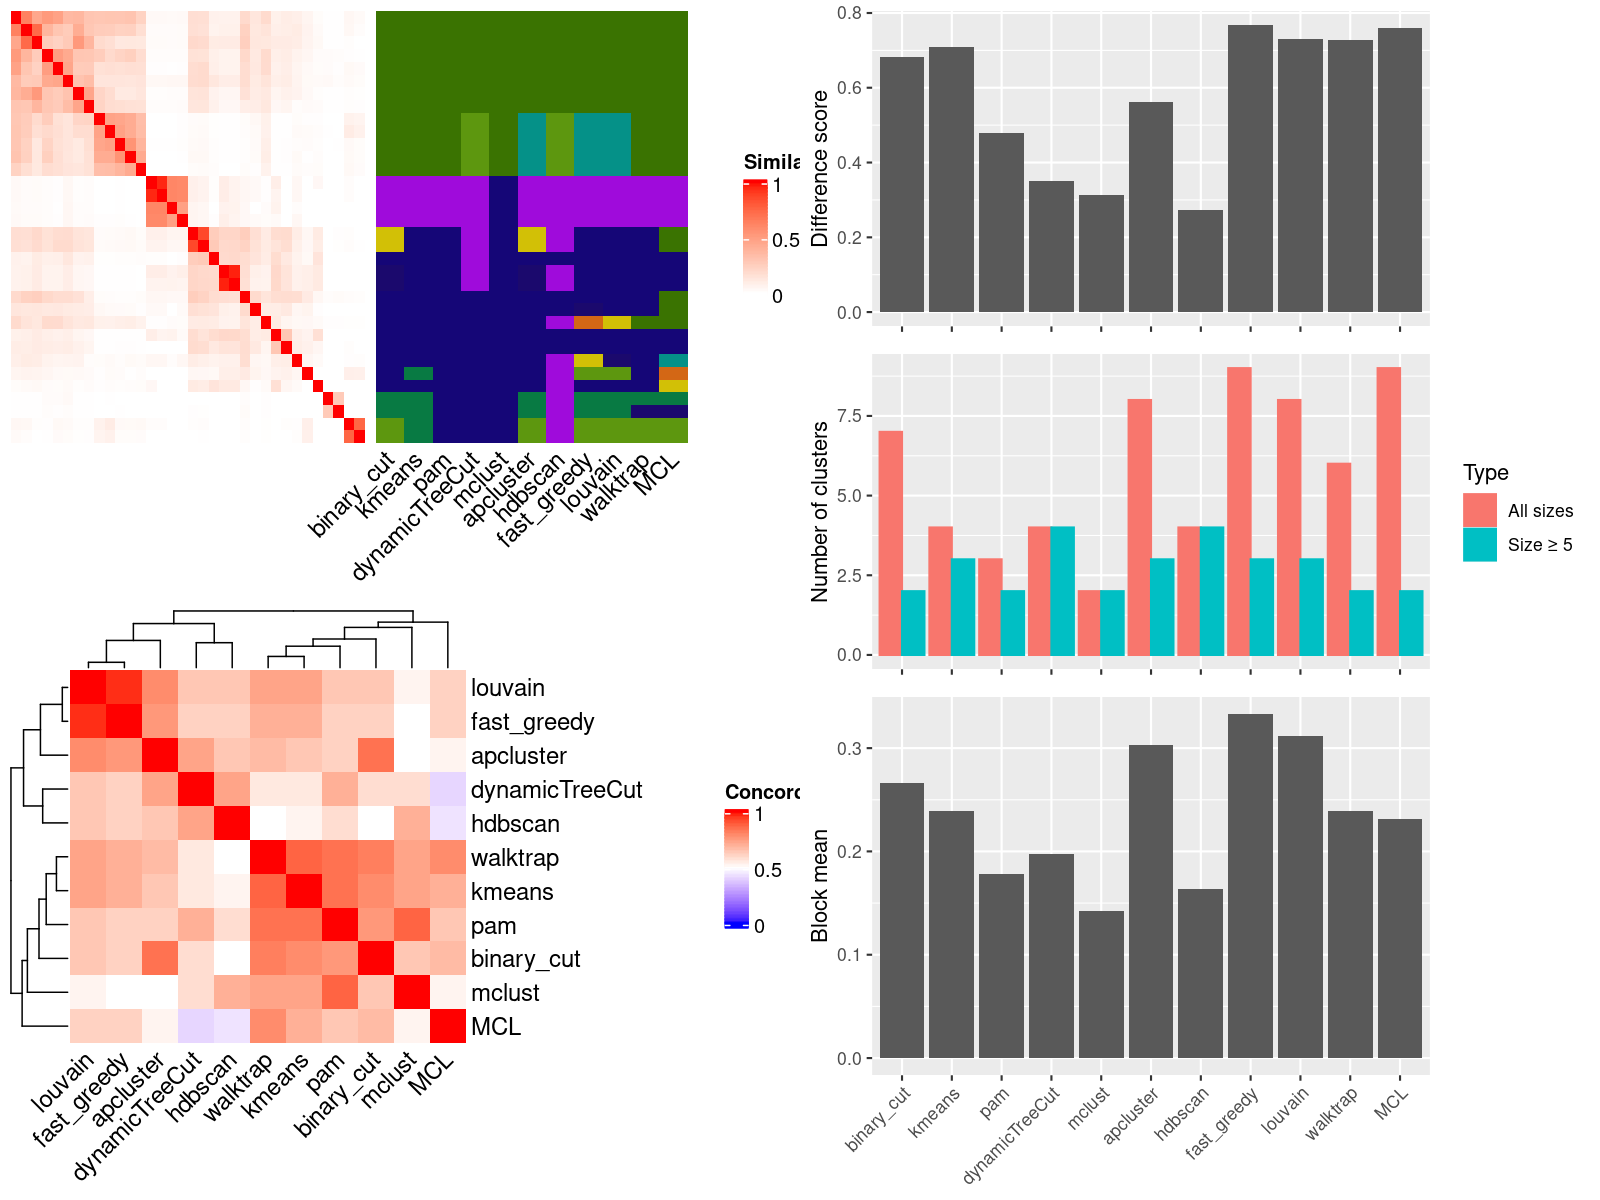 Simila
1
0.5
0
binary_cut
kmeans
pam
dynamicTreeCut
mclust
apcluster
hdbscan
fast_greedy
louvain
walktrap
MCL
louvain
fast_greedy
apcluster
dynamicTreeCut
hdbscan
walktrap
kmeans
pam
binary_cut
mclust
MCL
louvain
fast_greedy
apcluster
dynamicTreeCut
hdbscan
walktrap
kmeans
pam
binary_cut
mclust
MCL
Concord
1
0.5
0
Difference score
0.8
0.6
0.4
0.2
0.0
Number of clusters
7.5
5.0
2.5
0.0
Type
All sizes
Size ≥ 5
Block mean
0.3
0.2
0.1
0.0
binary_cut
kmeans
pam
dynamicTreeCut
mclust
apcluster
hdbscan
fast_greedy
louvain
walktrap
MCL